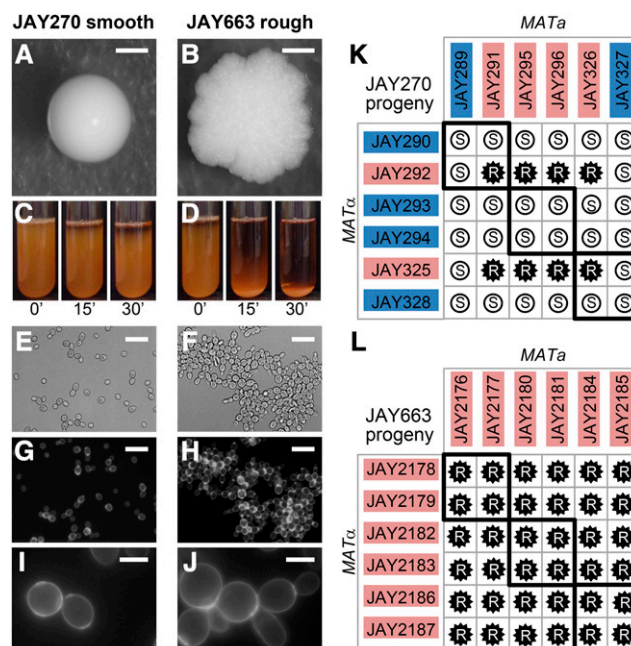 JAY270 smooth JAY663 rough
A B
C D
0' 15' 30' 0' 15' 30'
E F
G H
I J
K
MATa
JAY270 progeny
JAY289 JAY291 JAY295 JAY296 JAY326 JAY327
MATα
JAY290 S S S S S S
JAY292 S R R R R S
JAY293 S S S S S S
JAY294 S S S S S S
JAY325 S R R R R S
JAY328 S S S S S S
L
MATa
JAY663 progeny
JAY2176 JAY2177 JAY2180 JAY2181 JAY2184 JAY2185
MATα
JAY2178 R R R R R R
JAY2179 R R R R R R
JAY2182 R R R R R R
JAY2183 R R R R R R
JAY2186 R R R R R R
JAY2187 R R R R R R